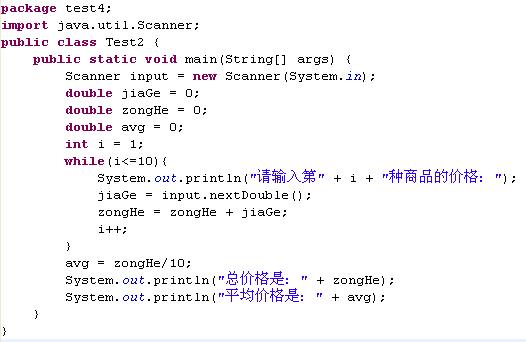 package test4;
import java.util.Scanner;
public class Test2 {
    public static void main(String[] args) {
        Scanner input = new Scanner(System.in);
        double jiaGe = 0;
        double zongHe = 0;
        double avg = 0;
        int i = 1;
        while(i<=10){
            System.out.println("请输入第" + i + "种商品的价格：");
            jiaGe = input.nextDouble();
            zongHe = zongHe + jiaGe;
            i++;
        }
        avg = zongHe/10;
        System.out.println("总价格是：" + zongHe);
        System.out.println("平均价格是：" + avg);
    }
}